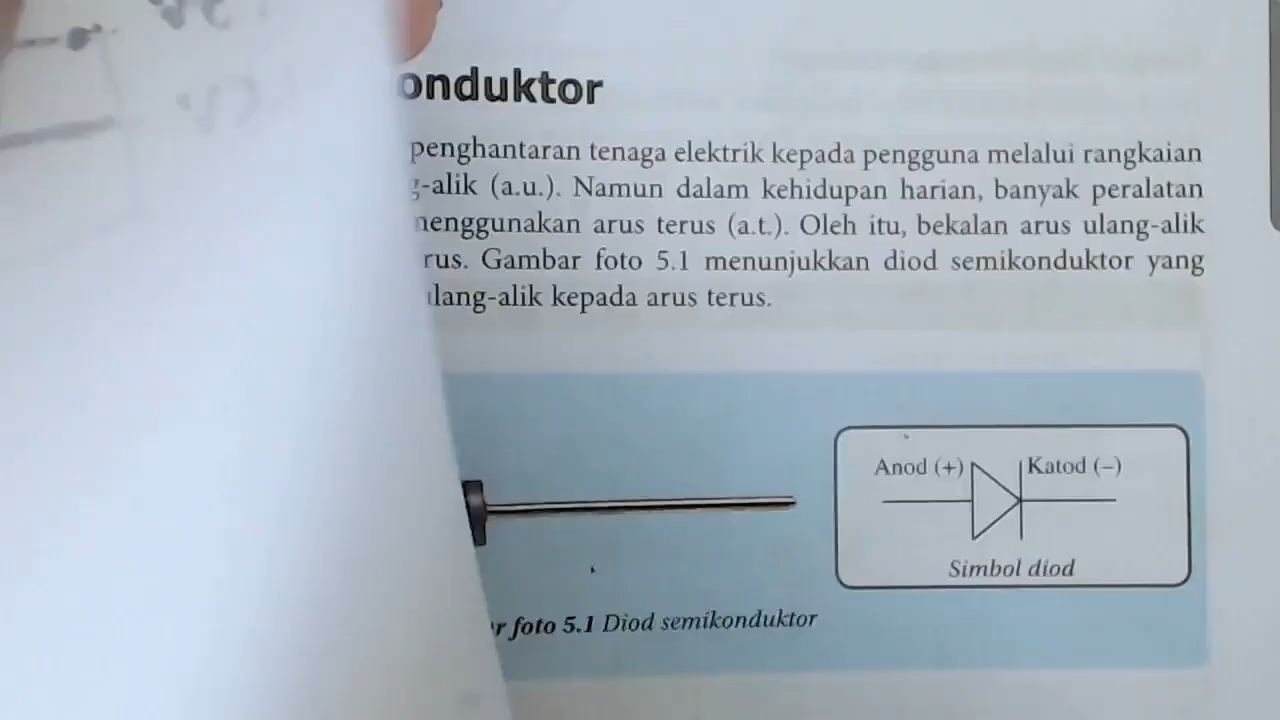 onduktor
penghantaran tenaga elektrik kepada pengguna melalui rangkaian
-alik (a.u.). Namun dalam kehidupan harian, banyak peralatan
enggunakan arus terus (a.t.). Oleh itu, bekalan arus ulang-alik
rus. Gambar foto 5.1 menunjukkan diod semikonduktor yang
lang-alik kepada arus terus.
Anod (+) Katod (–)
Simbol diod
r foto 5.1 Diod semikonduktor